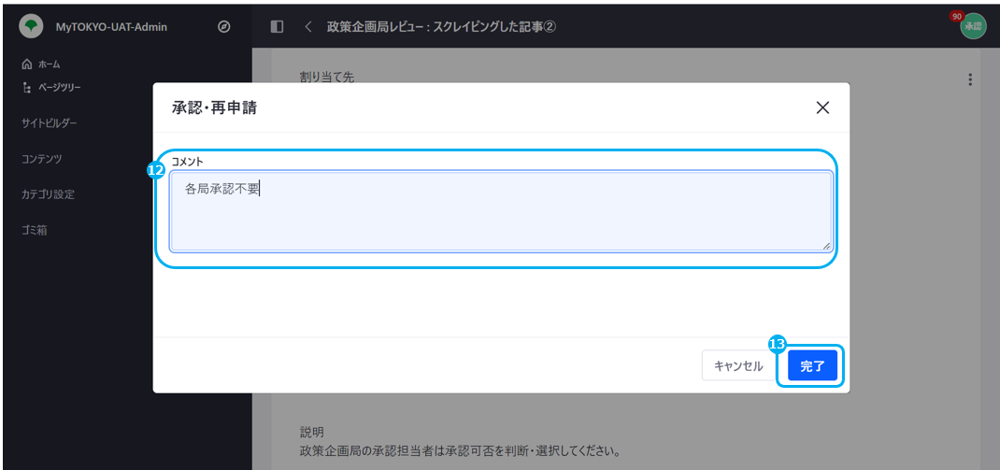 MyTOKYO-UAT-Admin
政策企画局レビュー : スクレイピングした記事②
90
承認
ホーム
ページツリー
サイトビルダー
コンテンツ
カテゴリ設定
ゴミ箱
割り当て先
承認・再申請
12
コメント
各局承認不要
13
キャンセル
完了
説明
政策企画局の承認担当者は承認可否を判断・選択してください。